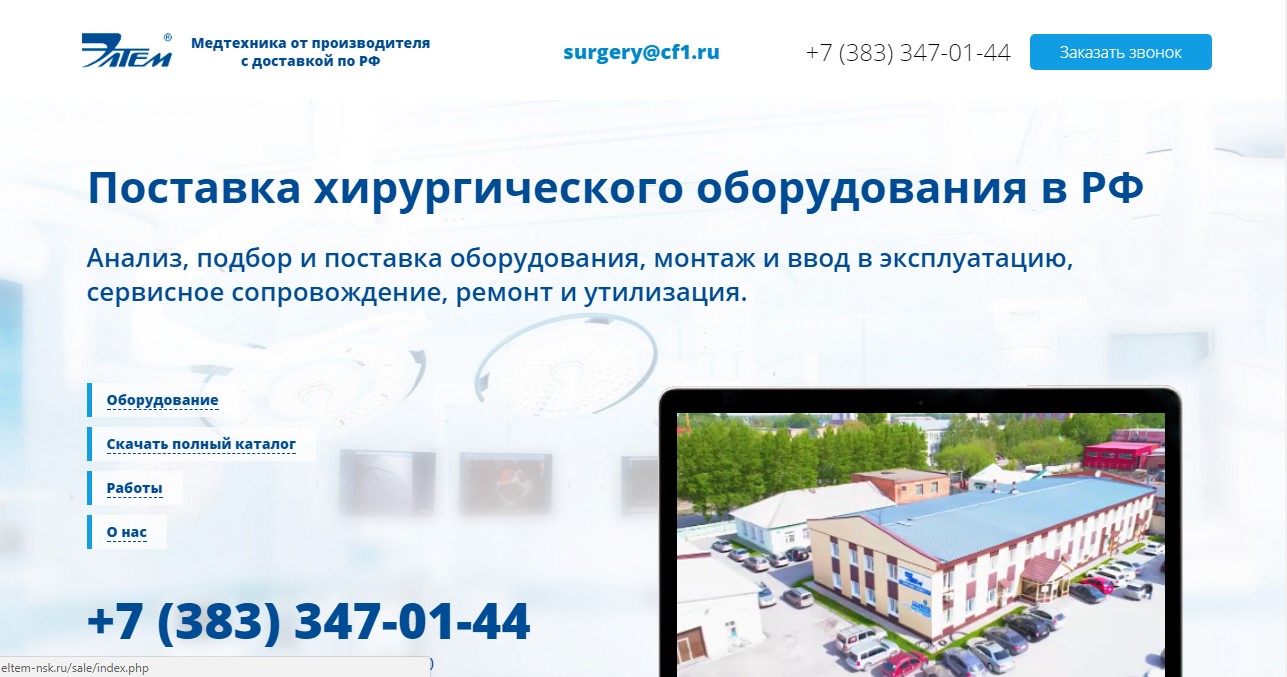 Элтем®
Медтехника от производителя
с доставкой по РФ
surgery@cf1.ru
+7 (383) 347-01-44
Заказать звонок
Поставка хирургического оборудования в РФ
Анализ, подбор и поставка оборудования, монтаж и ввод в эксплуатацию,
сервисное сопровождение, ремонт и утилизация.
Оборудование
Скачать полный каталог
Работы
О нас
Элтем
+7 (383) 347-01-44
eltem-nsk.ru/sale/index.php